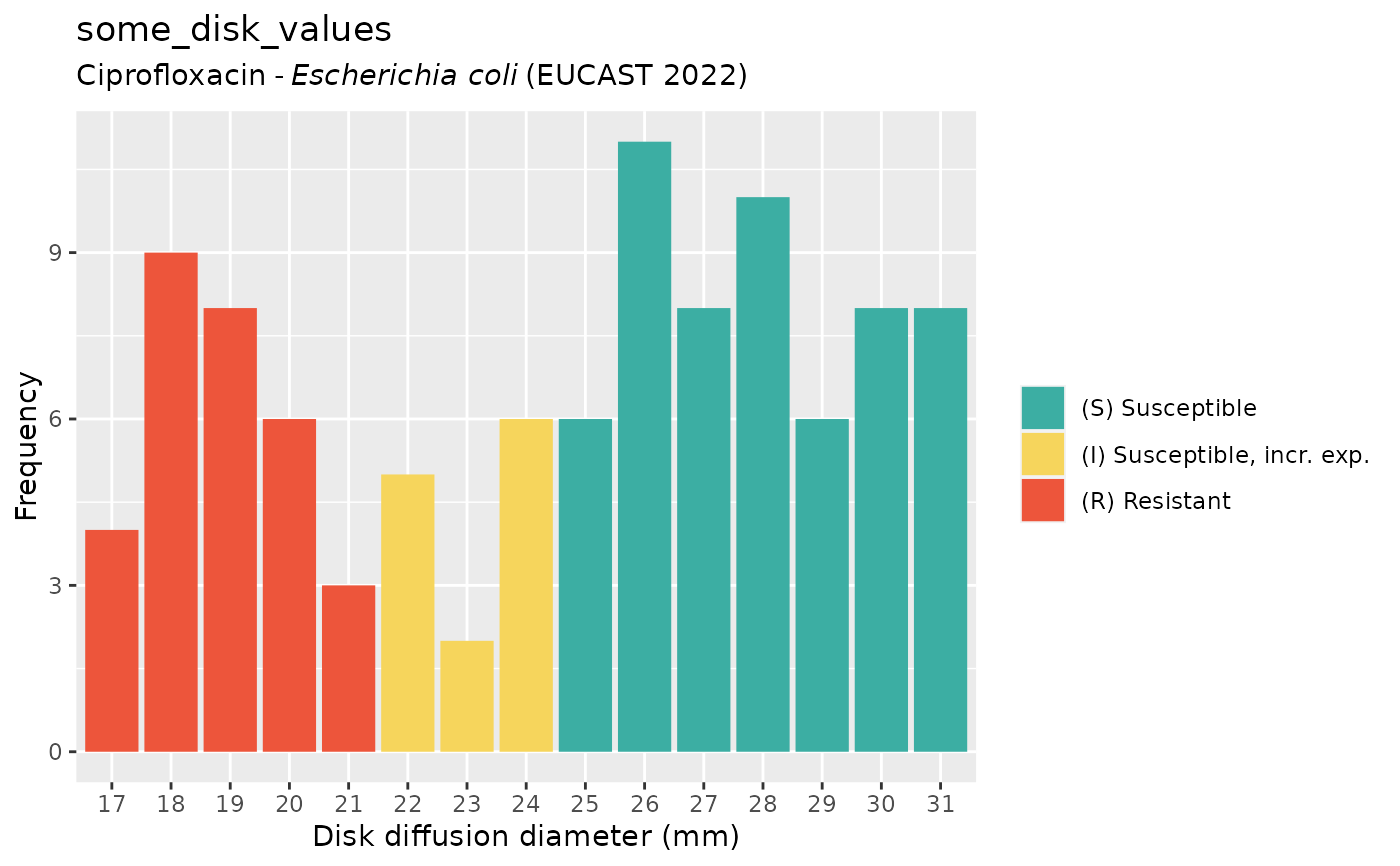 some_disk_values
Ciprofloxacin - Escherichia coli (EUCAST 2022)
Frequency
9
6
3
0
17 18 19 20 21 22 23 24 25 26 27 28 29 30 31
Disk diffusion diameter (mm)
(S) Susceptible
(I) Susceptible, incr. exp.
(R) Resistant